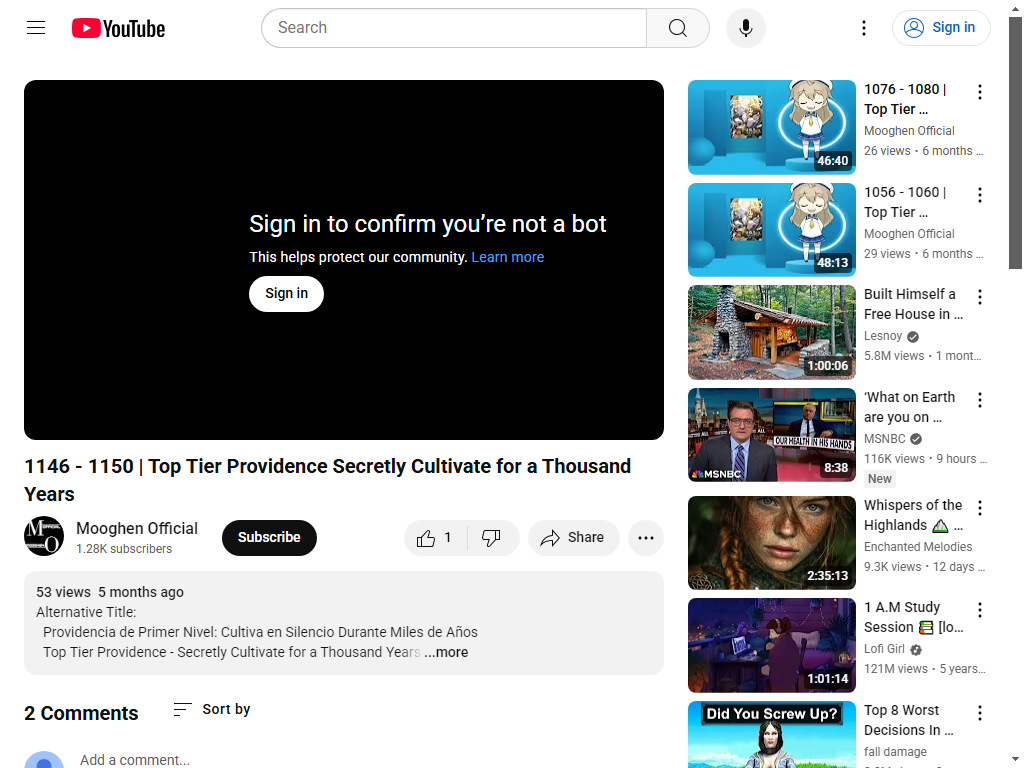 YouTube
Search
Sign in
Sign in to confirm you’re not a bot
This helps protect our community. Learn more
Sign in
1146 - 1150 | Top Tier Providence Secretly Cultivate for a Thousand
Years
Mooghen Official
1.28K subscribers
Subscribe
1
Share
53 views 5 months ago
Alternative Title:
Providencia de Primer Nivel: Cultiva en Silencio Durante Miles de Años
Top Tier Providence - Secretly Cultivate for a Thousand Years ...more
2 Comments
Sort by
Add a comment...
46:40
1076 - 1080 |
Top Tier ...
Mooghen Official
26 views • 6 months ...
48:13
1056 - 1060 |
Top Tier ...
Mooghen Official
29 views • 6 months ...
1:00:06
Built Himself a
Free House in ...
Lesnoy
5.8M views • 1 mont...
OUR HEALTH IN HIS HANDS
MSNBC
8:38
‘What on Earth
are you on ...
MSNBC
116K views • 9 hours ...
New
2:35:13
Whispers of the
Highlands ⛰ ...
Enchanted Melodies
9.3K views • 12 days ...
1:01:14
1 A.M Study
Session 📚 [lo...
Lofi Girl
121M views • 5 years...
Did You Screw Up?
Top 8 Worst
Decisions In ...
fall damage